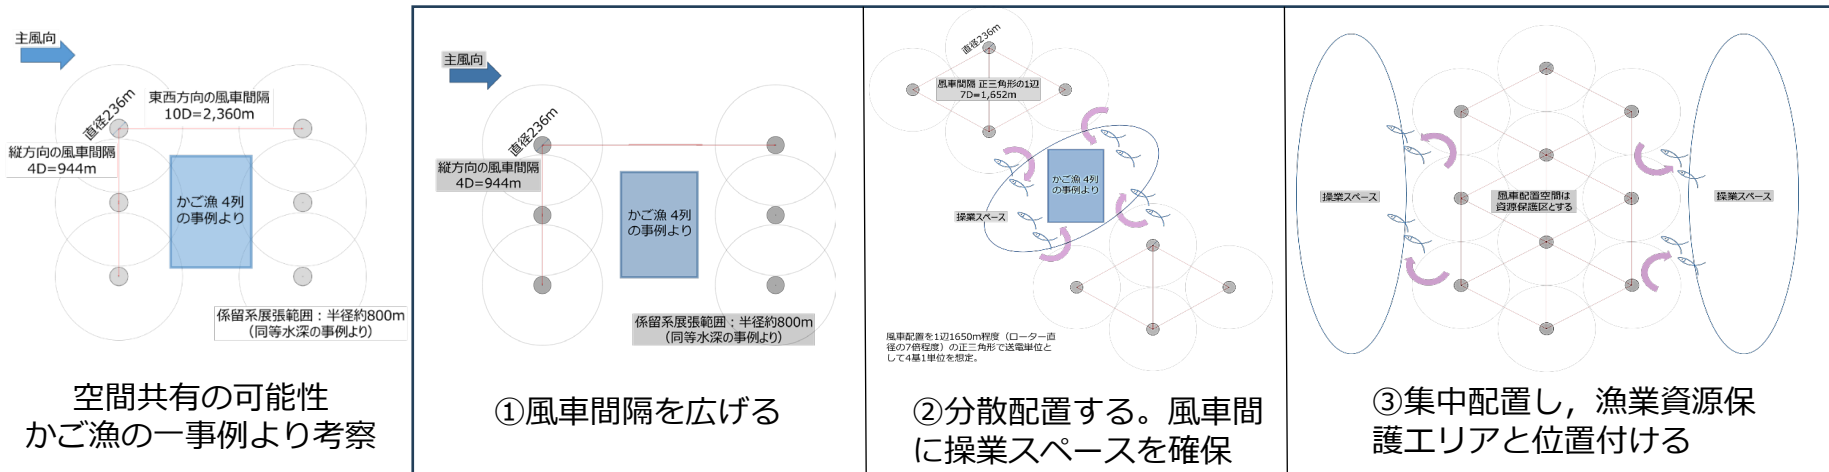 主風向
直径236m
東西方向の風車間隔
10D=2,360m
縦方向の風車間隔
4D=944m
かご漁 4列
の事例より
係留系展張範囲：半径約800m
（同等水深の事例より）
空間共有の可能性
かご漁の一事例より考察
主風向
直径236m
縦方向の風車間隔
4D=944m
かご漁 4列
の事例より
係留系展張範囲：半径約800m
（同等水深の事例より）
①風車間隔を広げる
直径236m
風車間隔 正三角形の1辺
7D=1,652m
かご漁 4列
の事例より
操業スペース
風車配置を1辺1650m程度（ローター直
径の7倍程度）の正三角形で送電単位と
して4基1単位を想定。
②分散配置する。風車間
に操業スペースを確保
操業スペース
風車配置空間は
資源保護区とする
操業スペース
③集中配置し，漁業資源保
護エリアと位置付ける